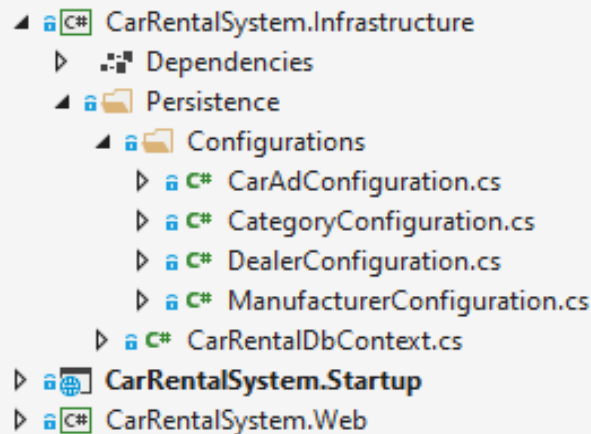 C# CarRentalSystem.Infrastructure
Dependencies
Persistence
Configurations
C# CarAdConfiguration.cs
C# CategoryConfiguration.cs
C# DealerConfiguration.cs
C# ManufacturerConfiguration.cs
C# CarRentalDbContext.cs
CarRentalSystem.Startup
C# CarRentalSystem.Web